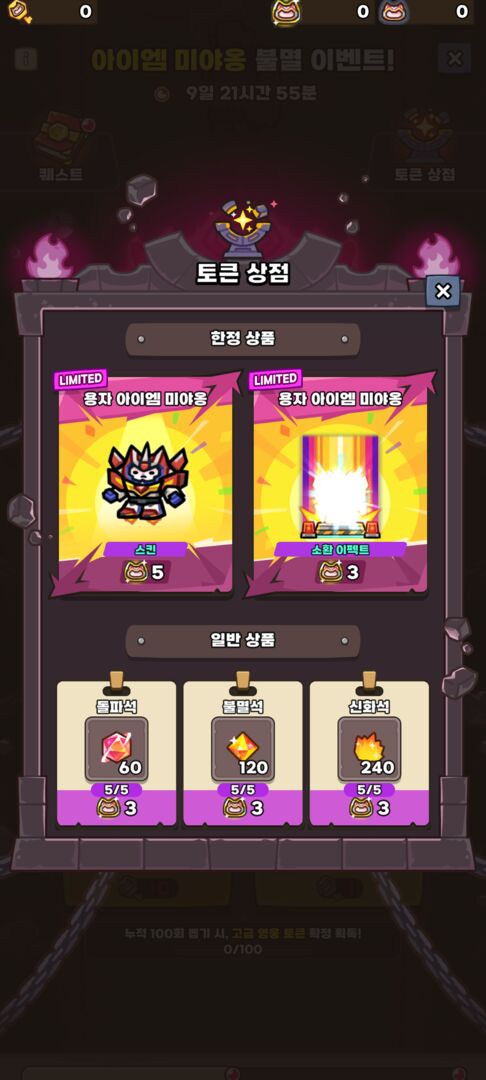 0
0
0
아이엠 미야옹 불멸 이벤트!
9일 21시간 55분
퀘스트
토큰 상점
토큰 상점
한정 상품
LIMITED
용자 아이엠 미야옹
스킨
5
LIMITED
용자 아이엠 미야옹
소환 이펙트
3
일반 상품
돌파석
60
5/5
3
불멸석
120
5/5
3
신화석
240
5/5
3
누적 100회 뽑기 시, 고급 영웅 토큰 확정 획득!
0/100